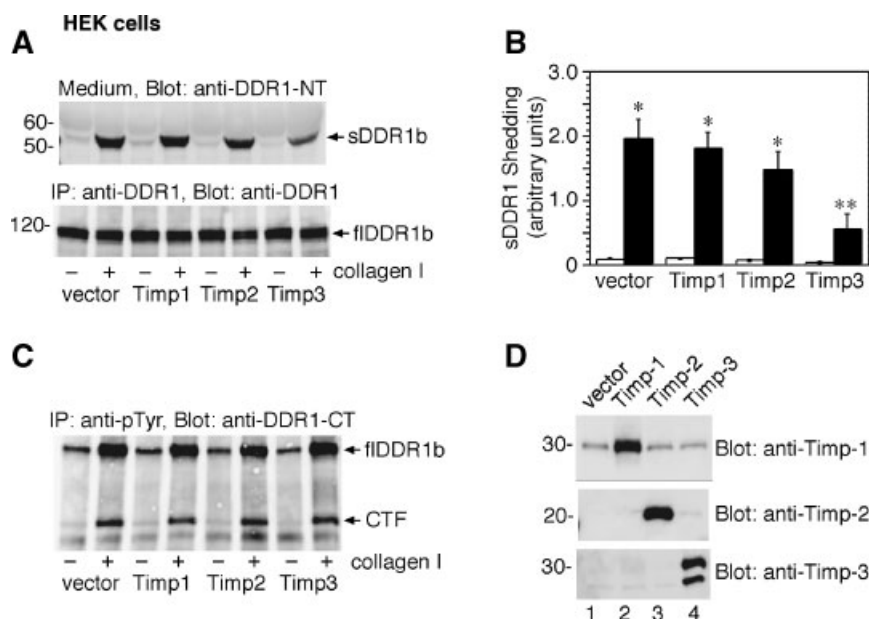 HEK cells
A
Medium, Blot: anti-DDR1-NT
60-
50-
sDDR1b
IP: anti-DDR1, Blot: anti-DDR1
120-
flDDR1b
– + – + – + – + collagen I
vector Timp1 Timp2 Timp3
B
sDDR1 Shedding
(arbitrary units)
3.0
2.0
1.0
0
* * * **
vector Timp1 Timp2 Timp3
C
IP: anti-pTyr, Blot: anti-DDR1-CT
flDDR1b
CTF
– + – + – + – + collagen I
vector Timp1 Timp2 Timp3
D
vector Timp-1 Timp-2 Timp-3
30- Blot: anti-Timp-1
20- Blot: anti-Timp-2
30- Blot: anti-Timp-3
1 2 3 4